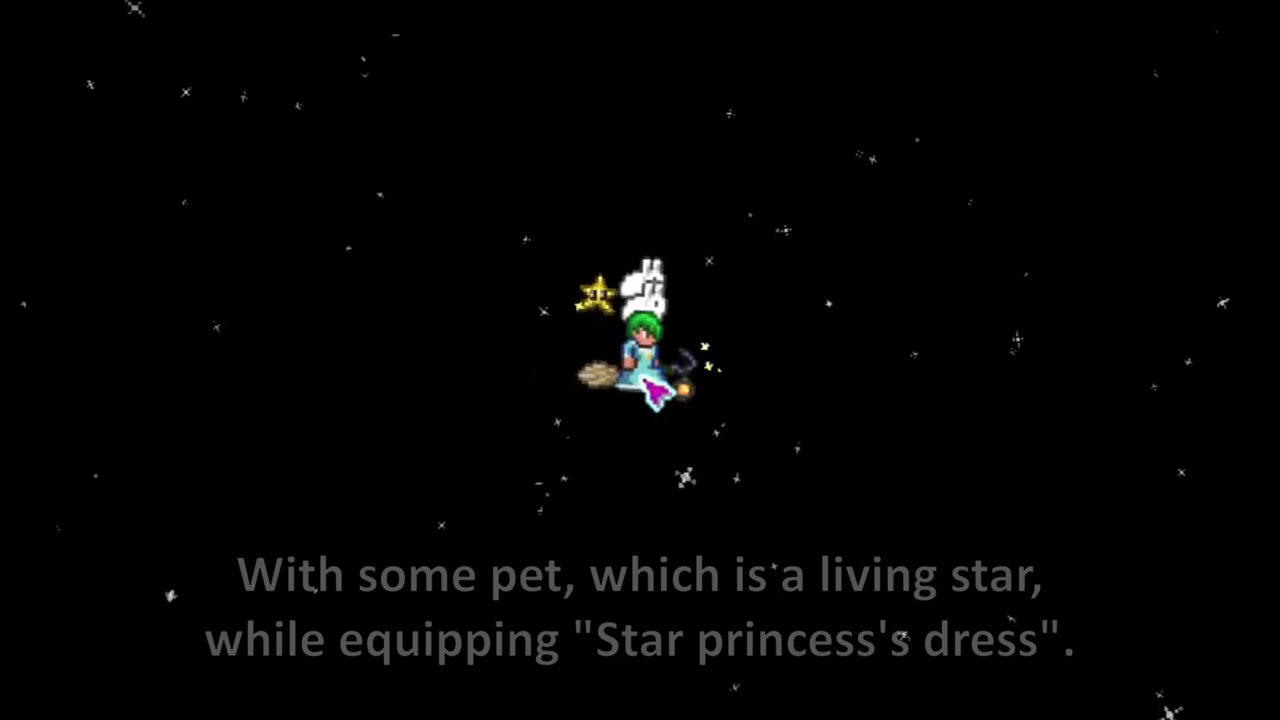 With some pet, which is a living star,
while equipping "Star princess's dress".